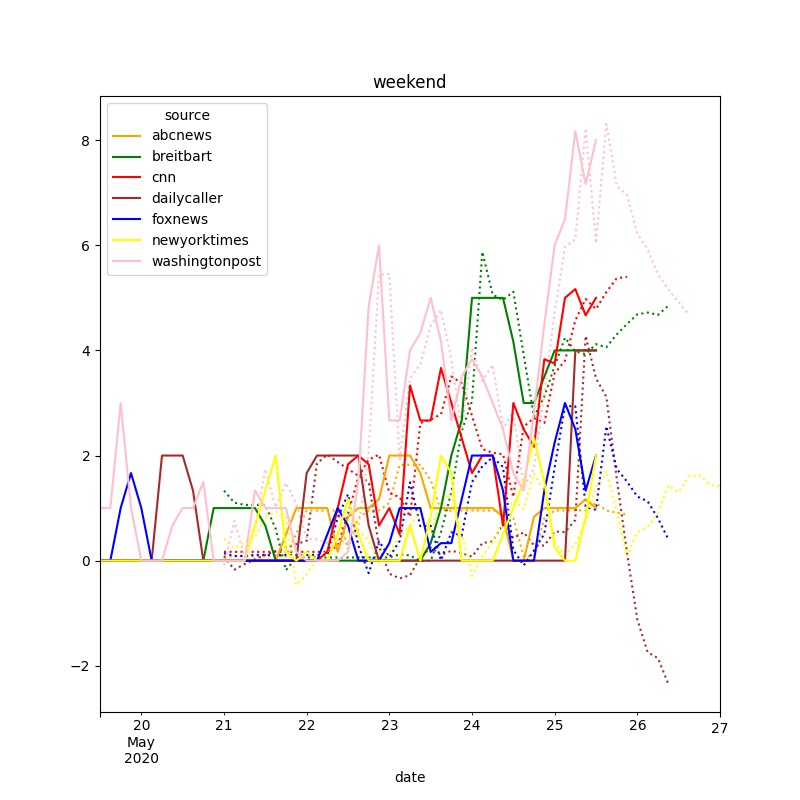 weekend
source
abcnews
breitbart
cnn
dailycaller
foxnews
newyorktimes
washingtonpost
8
6
4
2
0
−2
20 21 22 23 24 25 26 27
May
2020
date